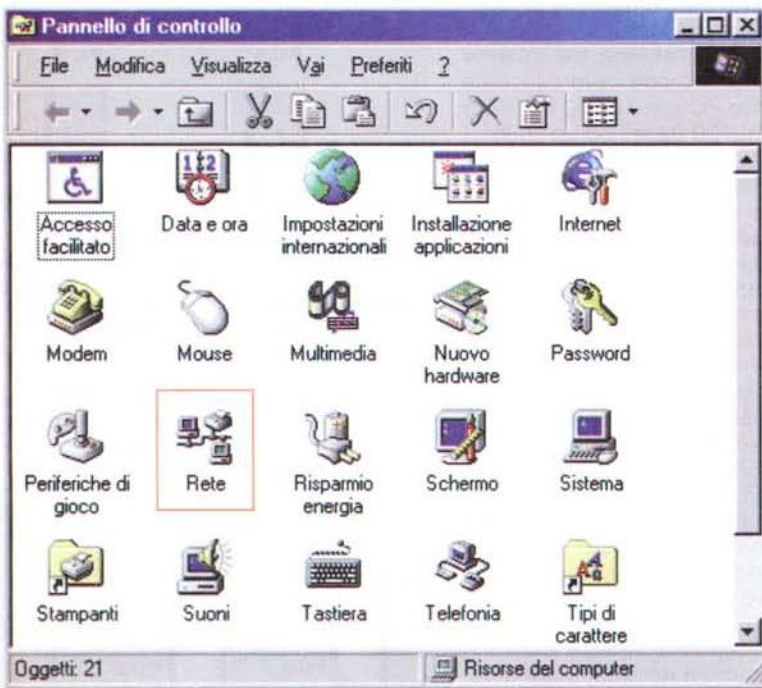 Pannello di controllo
File Modifica Visualizza Vai Preferiti ?
Accesso facilitato
Data e ora
Impostazioni internazionali
Installazione applicazioni
Internet
Modem
Mouse
Multimedia
Nuovo hardware
Password
Periferiche di gioco
Rete
Risparmio energia
Schermo
Sistema
Stampanti
Suoni
Tastiera
Telefonia
Tipi di carattere
Oggetti: 21
Risorse del computer